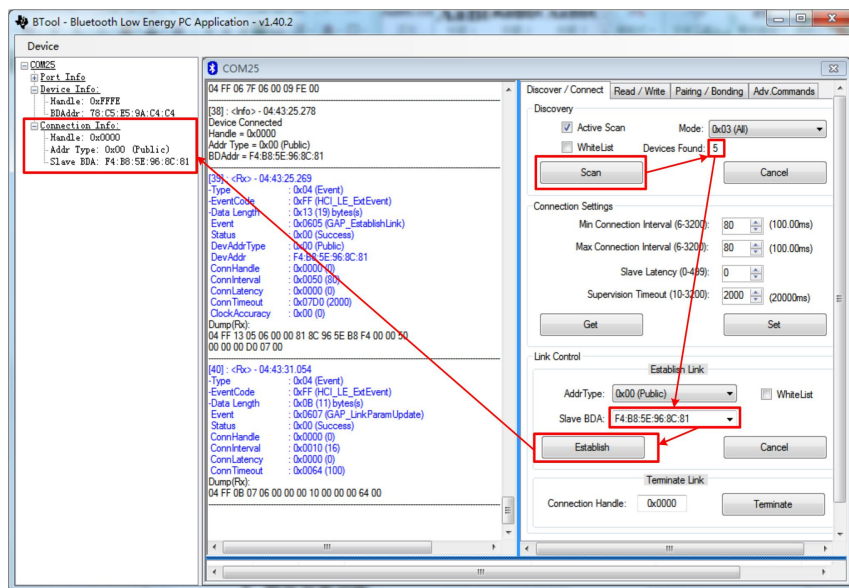 BTool - Bluetooth Low Energy PC Application - v1.40.2
Device
COM25
Port Info
Device Info:
Handle: 0xFFFE
BDAddr: 78:C5:E5:9A:C4:C4
Connection Info:
Handle: 0x0000
Addr Type: 0x00 (Public)
Slave BDA: F4:B8:5E:96:8C:81
COM25
04 FF 06 7F 06 00 09 FE 00
[38] : <Info> - 04:43:25.278
Device Connected
Handle = 0x0000
Addr Type = 0x00 (Public)
BDAddr = F4:B8:5E:96:8C:81
[39] : <Rx> - 04:43:25.269
-Type : 0x04 (Event)
-EventCode : 0xFF (HCI_LE_ExtEvent)
-Data Length : 0x13 (19) bytes(s)
Event : 0x0605 (GAP_EstablishLink)
Status : 0x00 (Success)
DevAddrType : 0x00 (Public)
DevAddr : F4:B8:5E:96:8C:81
ConnHandle : 0x0000 (0)
ConnInterval : 0x0050 (80)
ConnLatency : 0x0000 (0)
ConnTimeout : 0x07D0 (2000)
ClockAccuracy : 0x00 (0)
Dump(Rx):
04 FF 13 05 06 00 00 81 8C 96 5E B8 F4 00 00 50
00 00 00 D0 07 00
[40] : <Rx> - 04:43:31.054
-Type : 0x04 (Event)
-EventCode : 0xFF (HCI_LE_ExtEvent)
-Data Length : 0x0B (11) bytes(s)
Event : 0x0607 (GAP_LinkParamUpdate)
Status : 0x00 (Success)
ConnHandle : 0x0000 (0)
ConnInterval : 0x0010 (16)
ConnLatency : 0x0000 (0)
ConnTimeout : 0x0064 (100)
Dump(Rx):
04 FF 0B 07 06 00 00 00 10 00 00 00 64 00
Discover / Connect Read / Write Pairing / Bonding Adv.Commands
Discovery
Active Scan Mode: 0x03 (All)
WhiteList Devices Found: 5
Scan Cancel
Connection Settings
Min Connection Interval (6-3200): 80 (100.00ms)
Max Connection Interval (6-3200): 80 (100.00ms)
Slave Latency (0-499): 0
Supervision Timeout (10-3200): 2000 (20000ms)
Get Set
Link Control
Establish Link
AddrType: 0x00 (Public) WhiteList
Slave BDA: F4:B8:5E:96:8C:81
Establish Cancel
Terminate Link
Connection Handle: 0x0000 Terminate